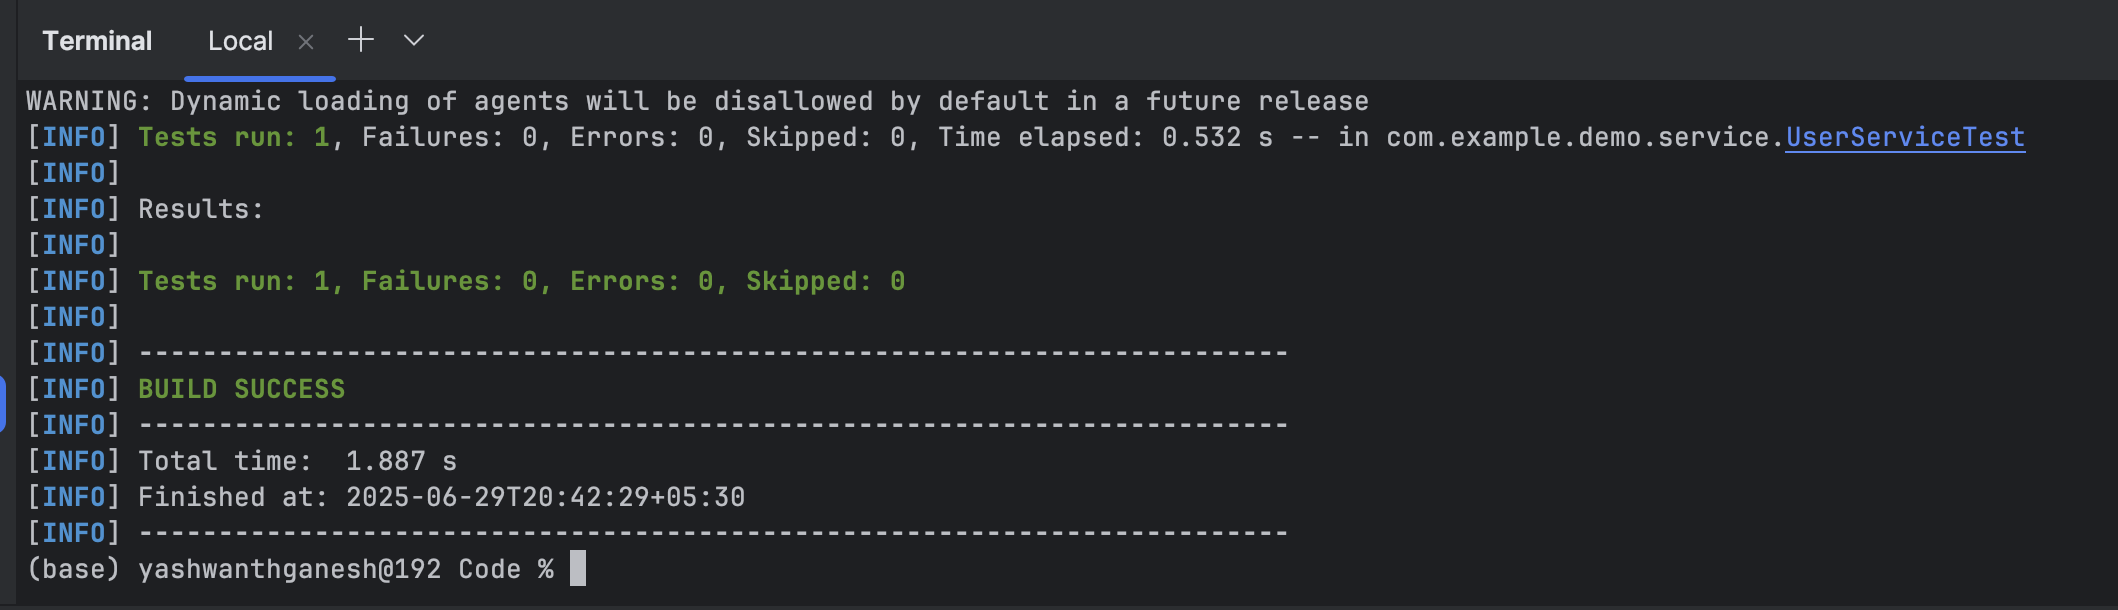 Terminal Local
WARNING: Dynamic loading of agents will be disallowed by default in a future release
[INFO] Tests run: 1, Failures: 0, Errors: 0, Skipped: 0, Time elapsed: 0.532 s -- in com.example.demo.service.UserServiceTest
[INFO]
[INFO] Results:
[INFO]
[INFO] Tests run: 1, Failures: 0, Errors: 0, Skipped: 0
[INFO]
[INFO] ------------------------------------------------------------------------
[INFO] BUILD SUCCESS
[INFO] ------------------------------------------------------------------------
[INFO] Total time:  1.887 s
[INFO] Finished at: 2025-06-29T20:42:29+05:30
[INFO] ------------------------------------------------------------------------
(base) yashwanthganesh@192 Code %